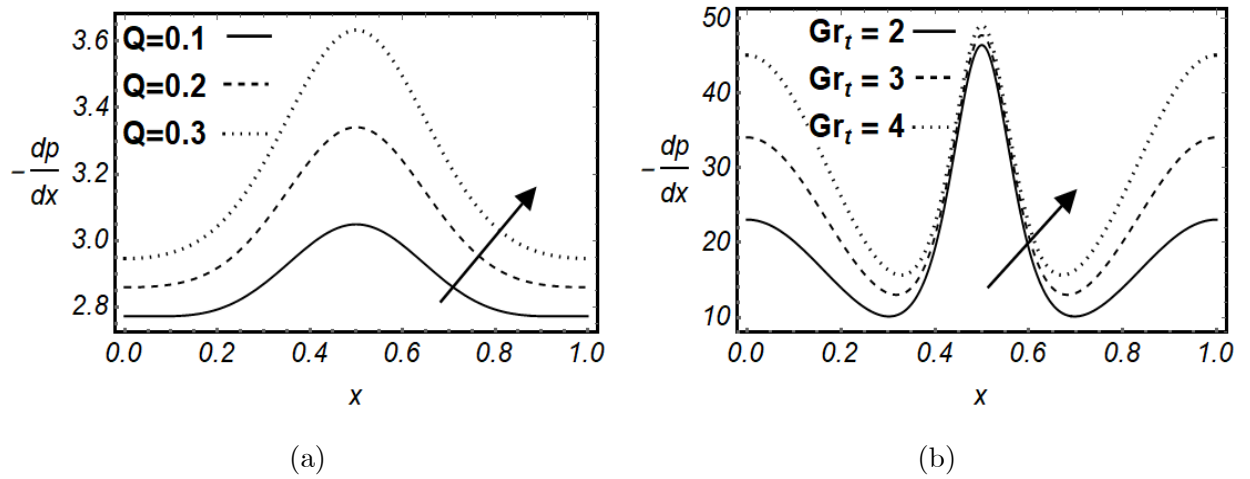 Q=0.1
Q=0.2
Q=0.3
3.6
3.4
3.2
3.0
2.8
-dp/dx
0.0 0.2 0.4 0.6 0.8 1.0
x
(a)
Gr_t = 2
Gr_t = 3
Gr_t = 4
50
40
30
20
10
-dp/dx
0.0 0.2 0.4 0.6 0.8 1.0
x
(b)